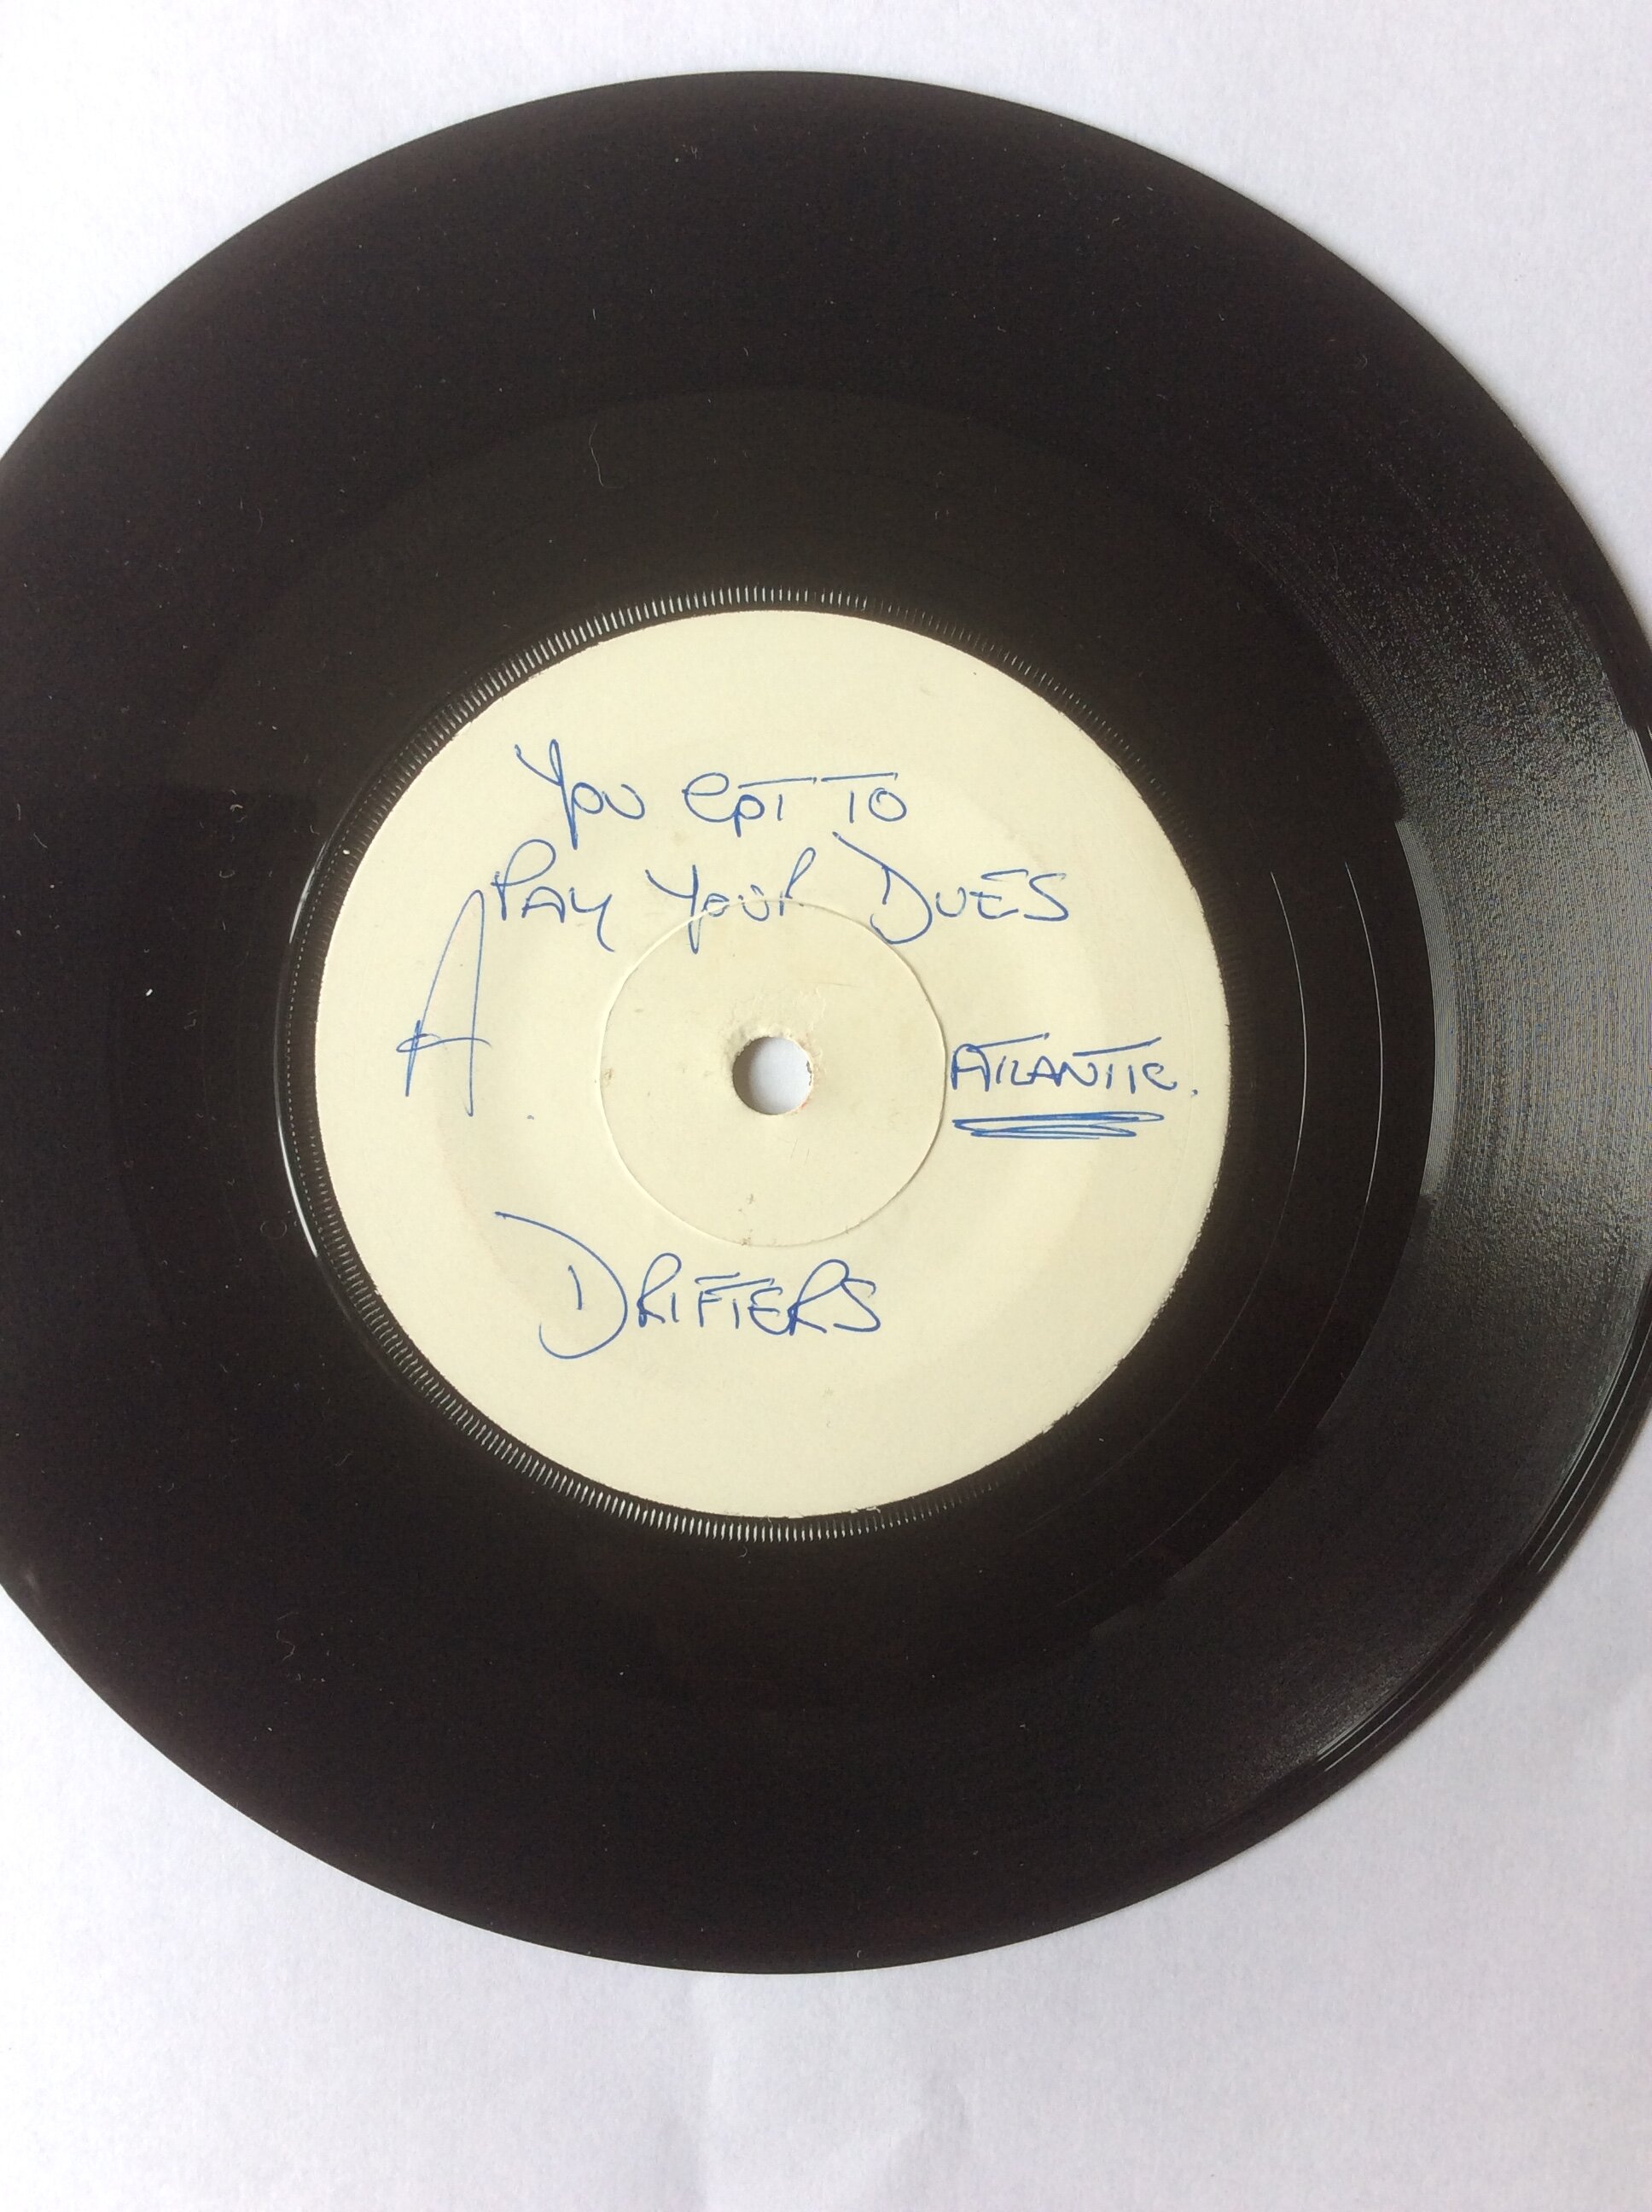 You GOT TO
PAY YOUR DUES
A
ATLANTIC.
DRIFTERS